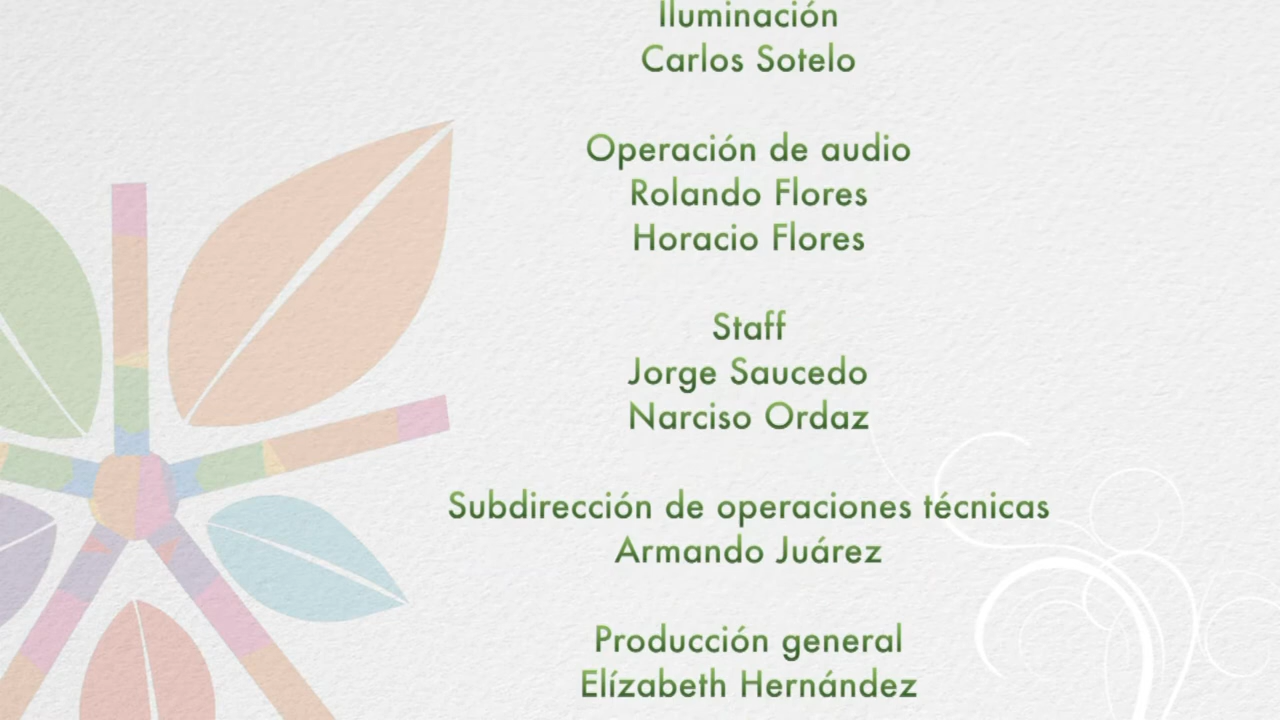 Iluminación
Carlos Sotelo
Operación de audio
Rolando Flores
Horacio Flores
Staff
Jorge Saucedo
Narciso Ordaz
Subdirección de operaciones técnicas
Armando Juárez
Producción general
Elízabeth Hernández